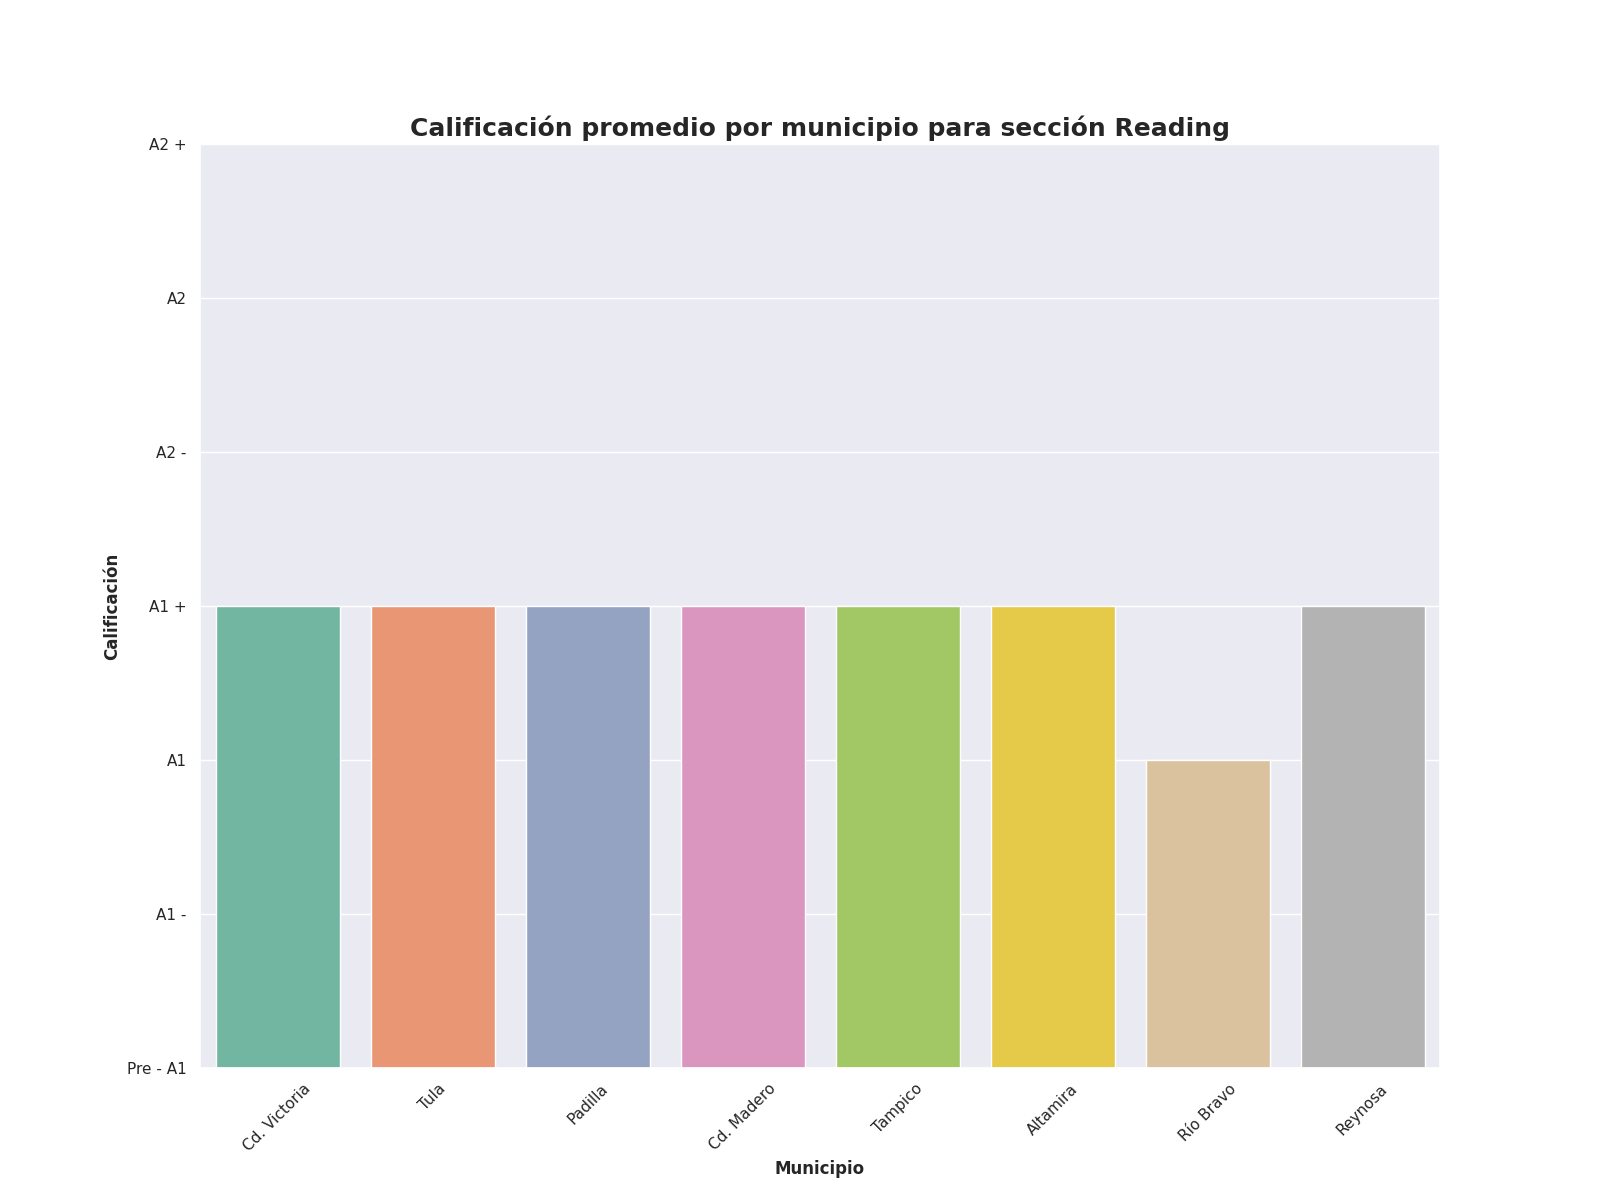 Calificación promedio por municipio para sección Reading
A2 +
A2
A2 -
A1 +
A1
A1 -
Pre - A1
Calificación
Cd. Victoria
Tula
Padilla
Cd. Madero
Tampico
Altamira
Río Bravo
Reynosa
Municipio